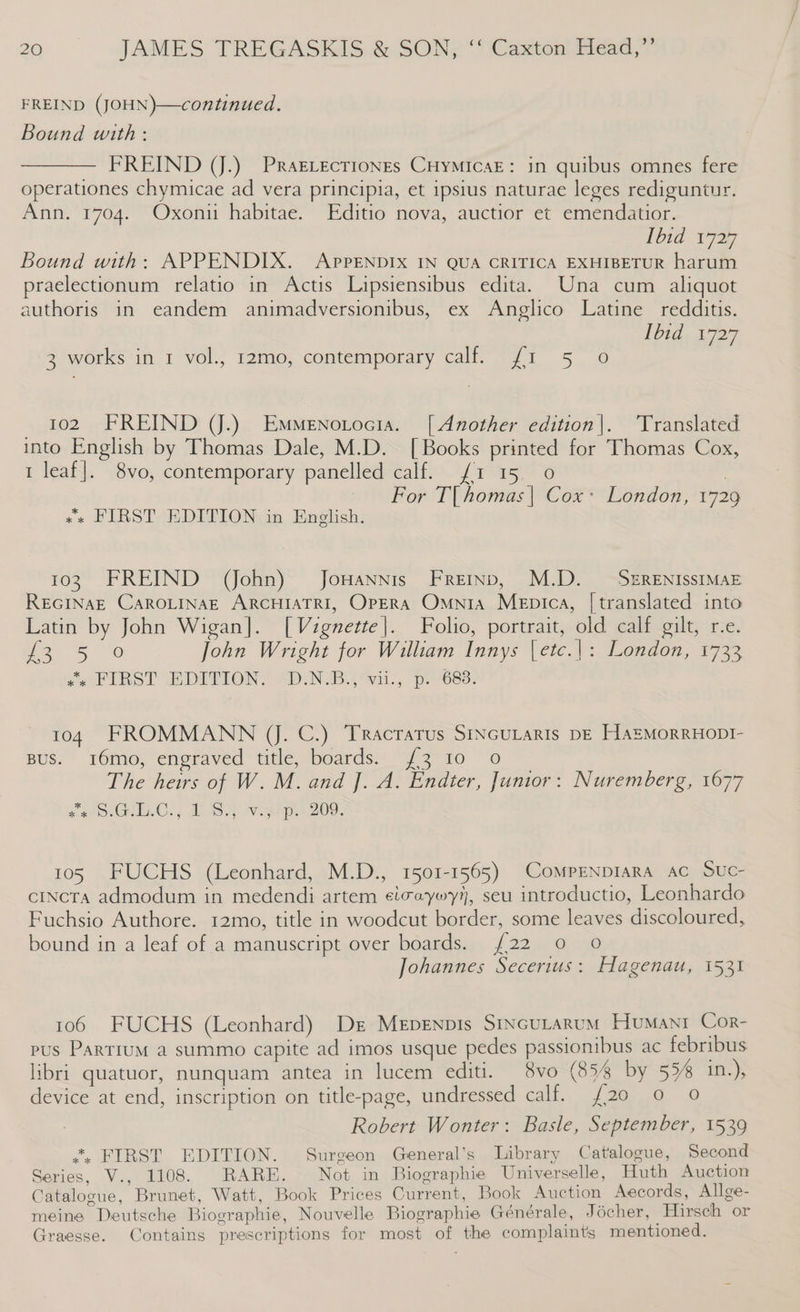 20 JAMES TREGASKIS & SON, “ Caxton Head,”
FREIND (JOHN)—continued.
Bound with :
——— FREIND (J.) Praelectiones Chymicae: in quibus omnes fere
operationes chymicae ad vera principia, et ipsius naturae leges rediguntur.
Ann. 1704. Oxonii habitae. Editio nova, auctior et emendatior.
Ibid 1727
Bound with: APPENDIX. Appendix in qua critica exhibetur harum
praelectionum relatio in Actis Lipsiensibus edita. Una cum aliquot
authoris in eandem animadversionibus, ex Anglico Latine redditis.
Ibid 1727
3 works in 1 vol., 12mo, contemporary calf. £1 5 0
102 FREIND (J.) Emmenologia. [Another edition]. Translated
into English by Thomas Dale, M.D. [Books printed for Thomas Cox,
1 leaf]. 8vo, contemporary panelled calf. £1 15 0
For T[homas] Cox: London, 1729
*⁎* FIRST EDITION in English.
103 FREIND (John) Johannis Freind, M.D. Serenissimae
Reginae Carolinae Archiatri, Opera Omnia Medica, [translated into
Latin by John Wigan]. [Vignette]. Folio, portrait, old calf gilt, r.e.
£3 5 0 John Wright for William Innys [etc.]: London, 1733
*⁎* FIRST EDITION. D.N.B., vii., p. 683.
104 FROMMANN (J. C.) Tractatus Singularis de Haemorrhodi-
bus. 16mo, engraved title, boards. £3 10 0
The heirs of W. M. and J. A. Endter, Junior: Nuremberg, 1677
*⁎* S.G.L.C., 1 S., v., p. 209.
105 FUCHS (Leonhard, M.D., 1501-1565) Compendiara ac Suc-
cincta admodum in medendi artem εἰσαγωγή, seu introductio, Leonhardo
Fuchsio Authore. 12mo, title in woodcut border, some leaves discoloured,
bound in a leaf of a manuscript over boards. £22 0 0
Johannes Secerius: Hagenau, 1531
106 FUCHS (Leonhard) De Medendis Singularum Humani Cor-
pus Partium a summo capite ad imos usque pedes passionibus ac febribus
libri quatuor, nunquam antea in lucem editi. 8vo (8⅝ by 5⅝ in.),
device at end, inscription on title-page, undressed calf. £20 0 0
Robert Wonter: Basle, September, 1539
*⁎* FIRST EDITION. Surgeon General's Library Catalogue, Second
Series, V., 1108. RARE. Not in Biographie Universelle, Huth Auction
Catalogue, Brunet, Watt, Book Prices Current, Book Auction Aecords, Allge-
meine Deutsche Biographie, Nouvelle Biographie Générale, Jöcher, Hirsch or
Graesse. Contains prescriptions for most of the complaints mentioned.